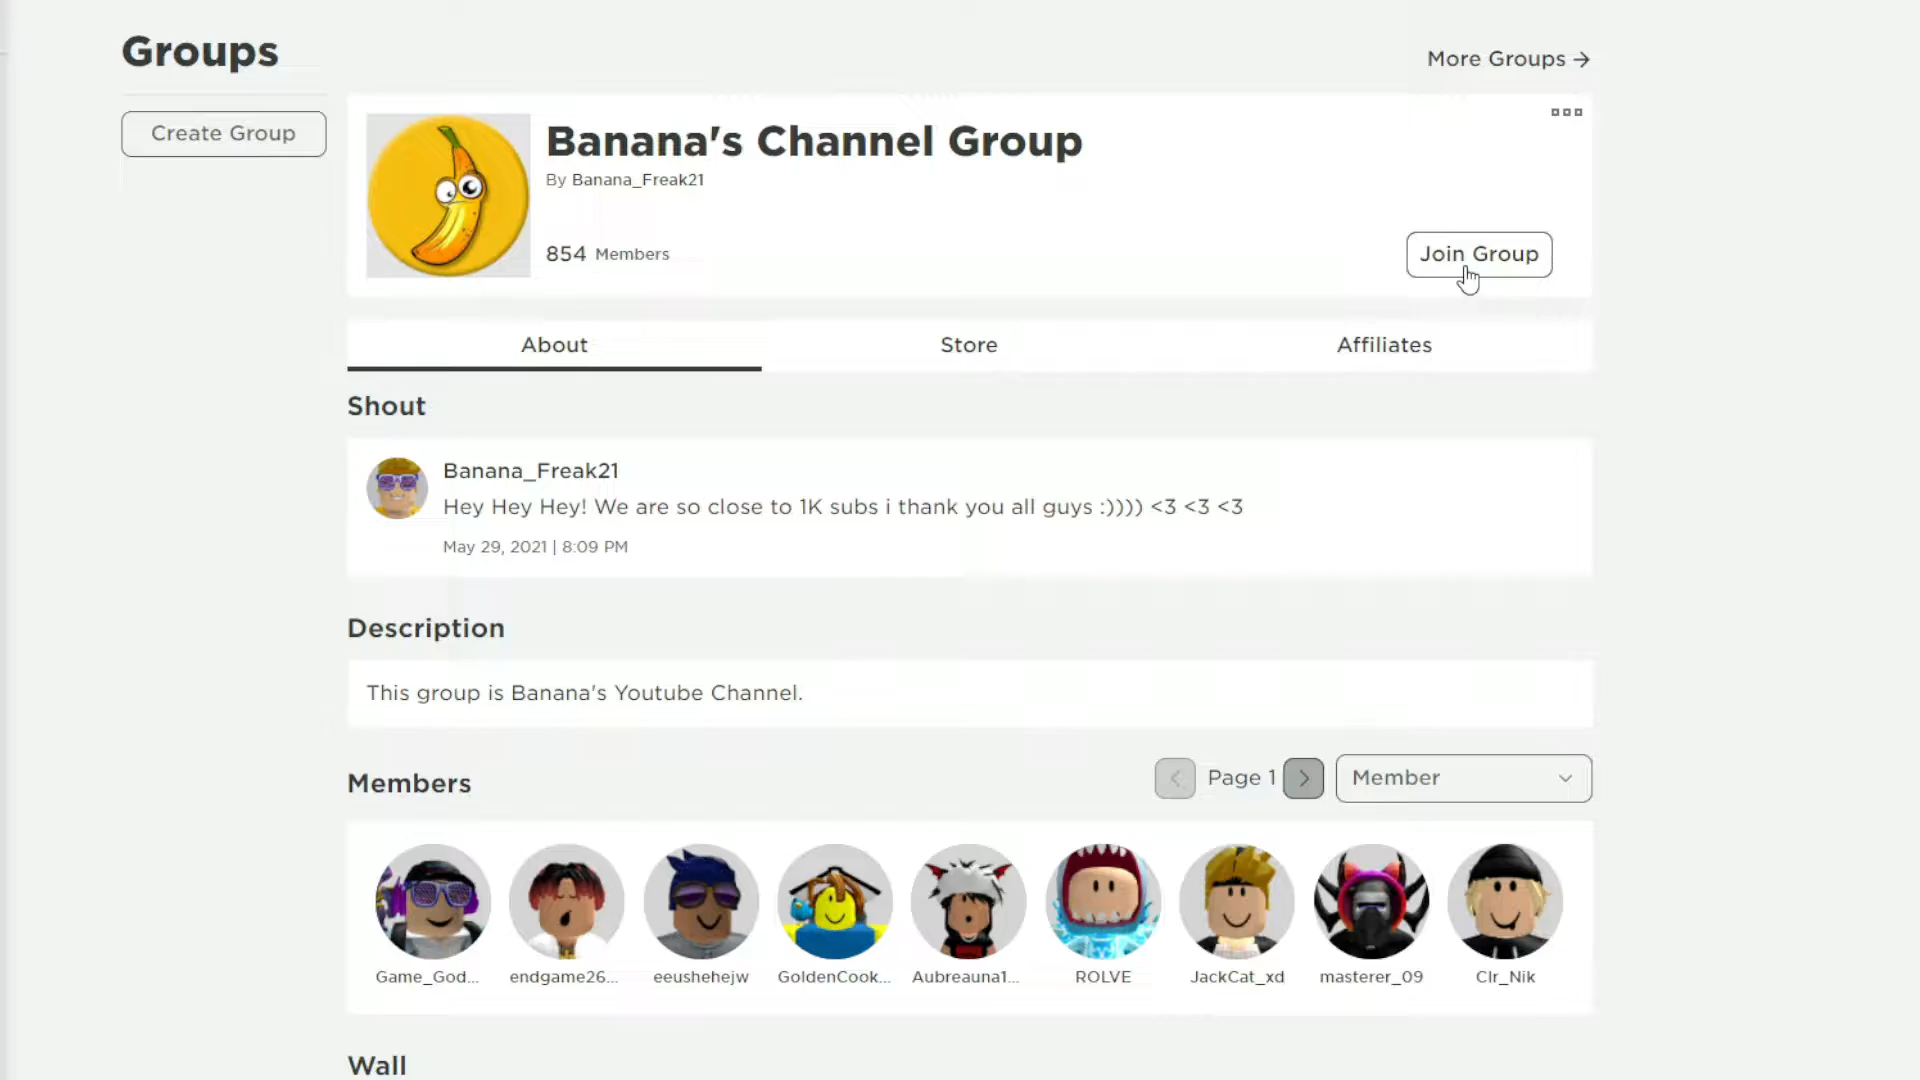 Groups
More Groups →
Create Group
Banana's Channel Group
By Banana_Freak21
854 Members
Join Group
About
Store
Affiliates
Shout
Banana_Freak21
Hey Hey Hey! We are so close to 1K subs i thank you all guys :)))) <3 <3 <3
May 29, 2021 | 8:09 PM
Description
This group is Banana's Youtube Channel.
Members
Page 1
Member
Game_God...
endgame26...
eeushehejw
GoldenCook...
Aubreauna1...
ROLVE
JackCat_xd
masterer_09
Clr_Nik
Wall